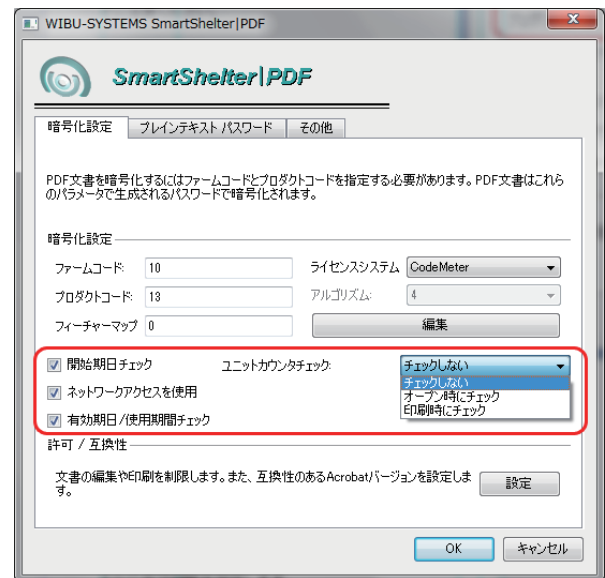 WIBU-SYSTEMS SmartShelter|PDF
SmartShelter|PDF
暗号化設定 プレインテキスト パスワード その他
PDF文書を暗号化するにはファームコードとプロダクトコードを指定する必要があります。PDF文書はこれら
のパラメータで生成されるパスワードで暗号化されます。
暗号化設定
ファームコード: 10 ライセンスシステム CodeMeter
プロダクトコード: 13 アルゴリズム: 4
フィーチャーマップ 0 編集
開始期日チェック ユニットカウンタチェック: チェックしない
チェックしない
ネットワークアクセスを使用 オープン時にチェック
印刷時にチェック
有効期日/使用期間チェック
許可 / 互換性
文書の編集や印刷を制限します。また、互換性のあるAcrobatバージョンを設定しま
す。 設定
OK キャンセル